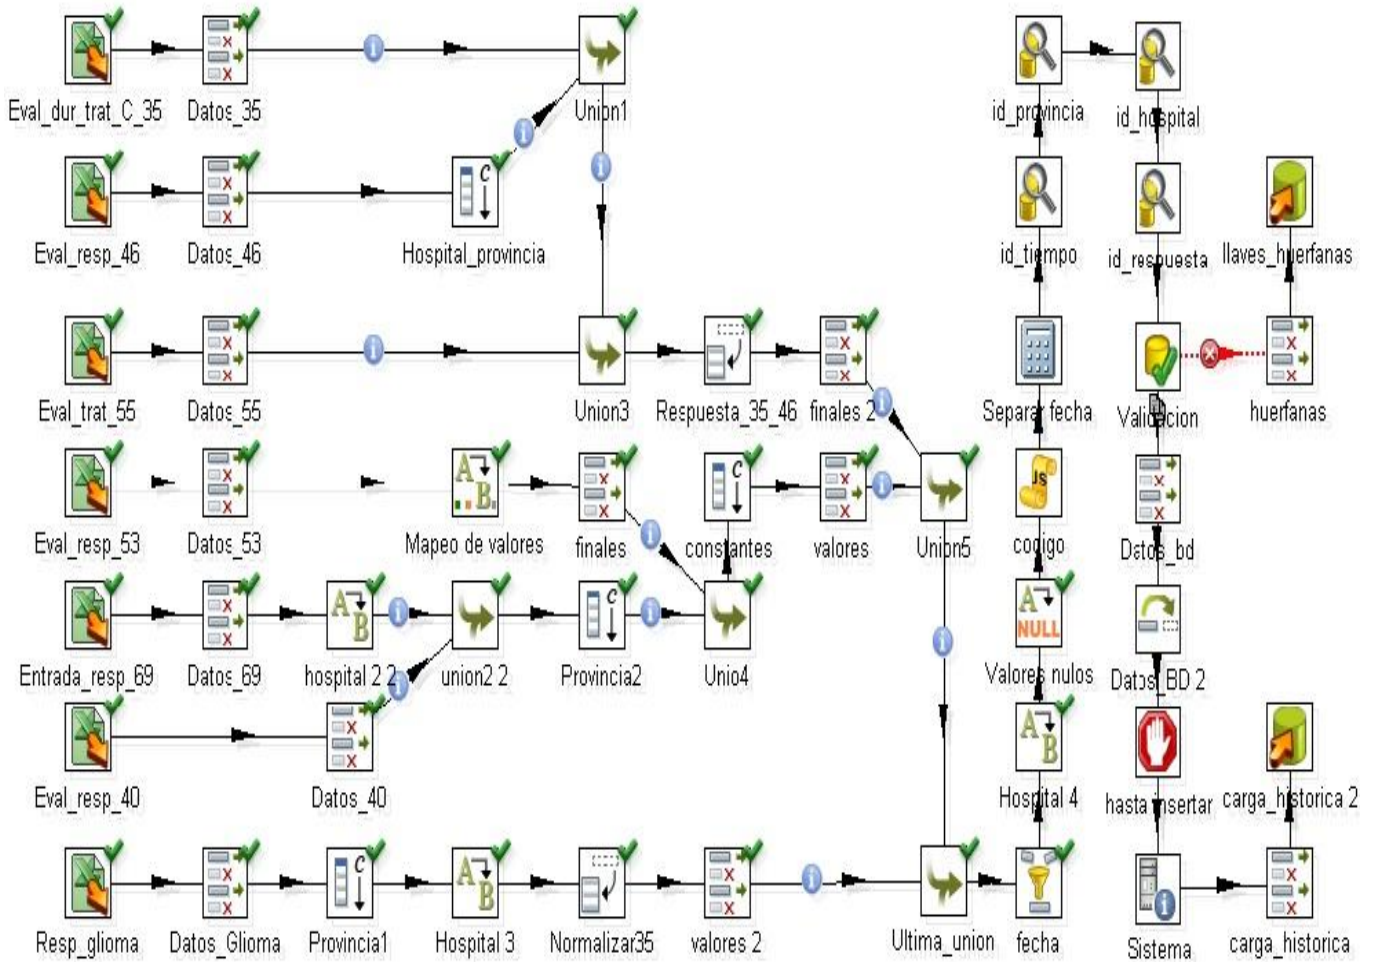 Eval_dur_trat_C_35
Datos_35
Union1
id_provincia
id_hospital
Eval_resp_46
Datos_46
Hospital_provincia
id_tiempo
id_respuesta
llaves_huerfanas
Eval_trat_55
Datos_55
Union3
Respuesta_35_46
finales 2
Separar fecha
Validacion
huerfanas
Eval_resp_53
Datos_53
Mapeo de valores
finales
constantes
valores
Union5
codigo
Js
Datos_bd
Entrada_resp_69
Datos_69
hospital 2 2
union2 2
Provincia2
Unio4
NULL
Valores nulos
Datos_BD 2
Eval_resp_40
Datos_40
Hospital 4
hasta insertar
carga_historica 2
Resp_glioma
Datos_Glioma
Provincia1
Hospital 3
Normalizar35
valores 2
Ultima_union
fecha
Sistema
carga_historica